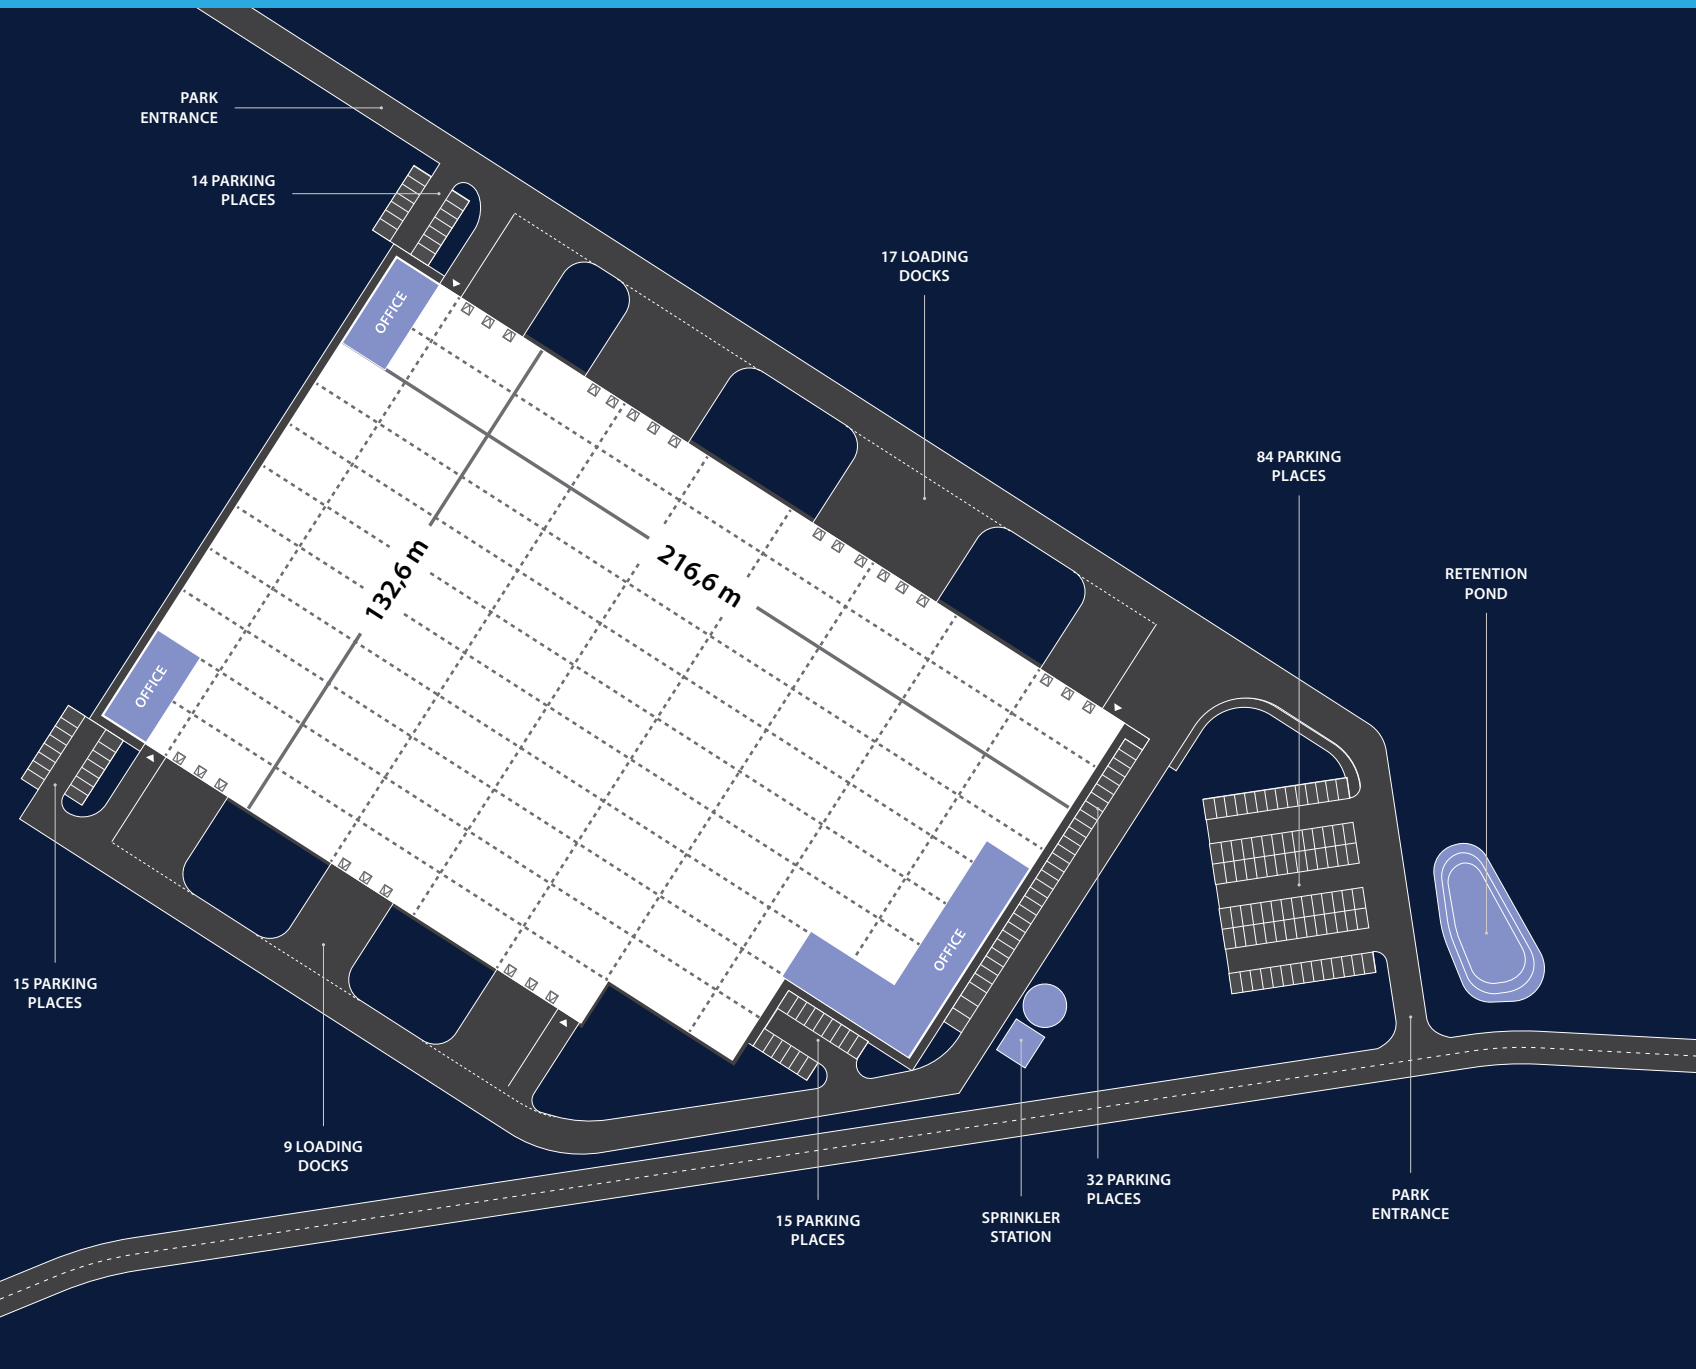 PARK
ENTRANCE
14 PARKING
PLACES
17 LOADING
DOCKS
OFFICE
84 PARKING
PLACES
RETENTION
POND
132,6 m
216,6 m
OFFICE
OFFICE
15 PARKING
PLACES
9 LOADING
DOCKS
15 PARKING
PLACES
SPRINKLER
STATION
32 PARKING
PLACES
PARK
ENTRANCE